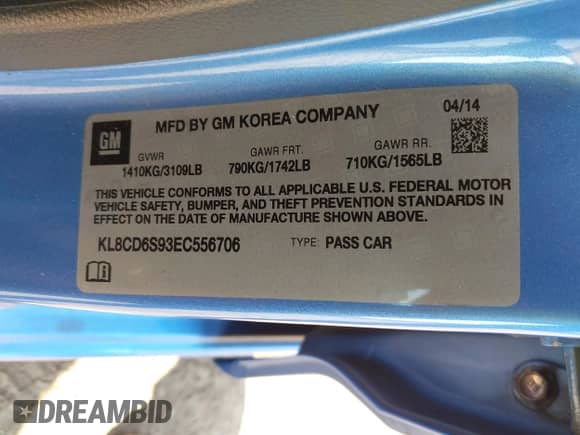 MFD BY GM KOREA COMPANY 04/14
GM
GVWR GAWR FRT. GAWR RR.
1410KG/3109LB 790KG/1742LB 710KG/1565LB
THIS VEHICLE CONFORMS TO ALL APPLICABLE U.S. FEDERAL MOTOR
VEHICLE SAFETY, BUMPER, AND THEFT PREVENTION STANDARDS IN
EFFECT ON THE DATE OF MANUFACTURE SHOWN ABOVE.
KL8CD6S93EC556706 TYPE: PASS CAR
DREAMBID